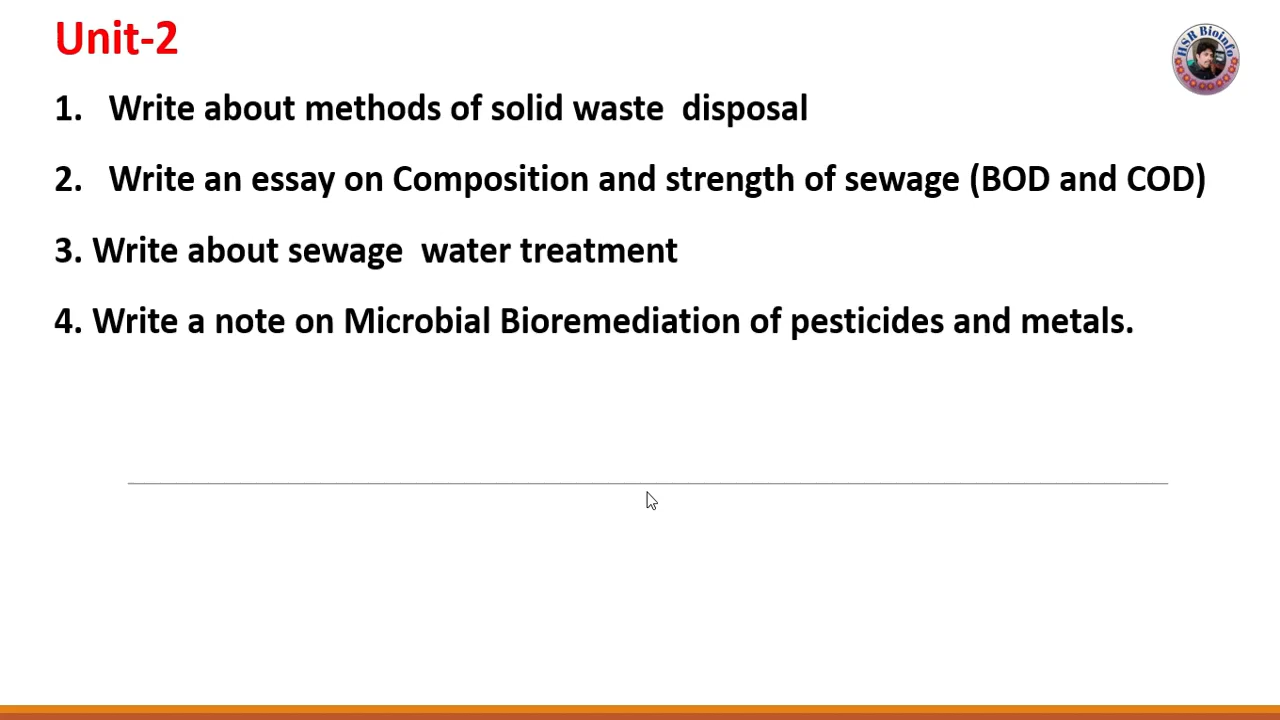 Unit-2
HSR Bioinfo
1. Write about methods of solid waste disposal
2. Write an essay on Composition and strength of sewage (BOD and COD)
3. Write about sewage water treatment
4. Write a note on Microbial Bioremediation of pesticides and metals.